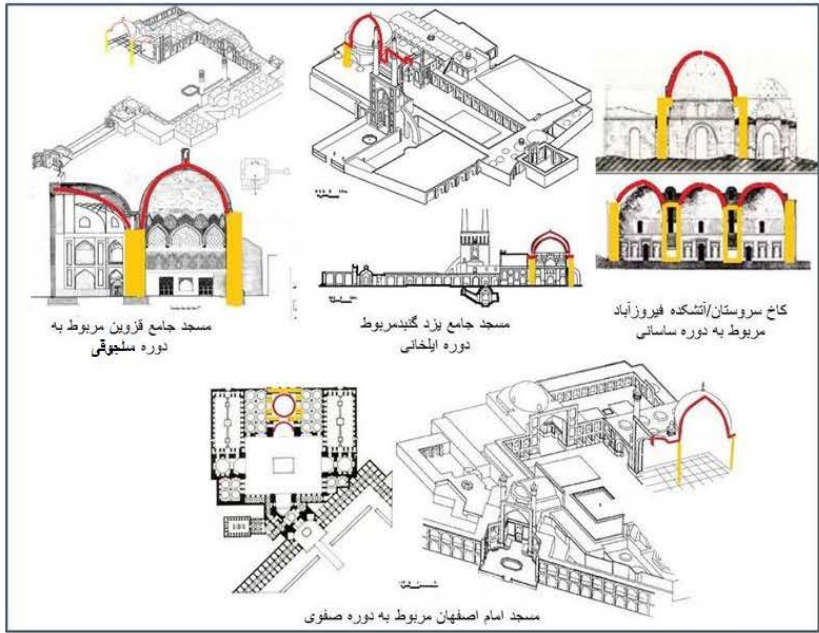 کاخ سروستان/آتشکده فیروزآباد
مربوط به دوره ساسانی
مسجد جامع یزد گنبدمربوط
دوره ایلخانی
مسجد جامع قزوین مربوط به
دوره سلجوقی
مسجد امام اصفهان مربوط به دوره صفوی